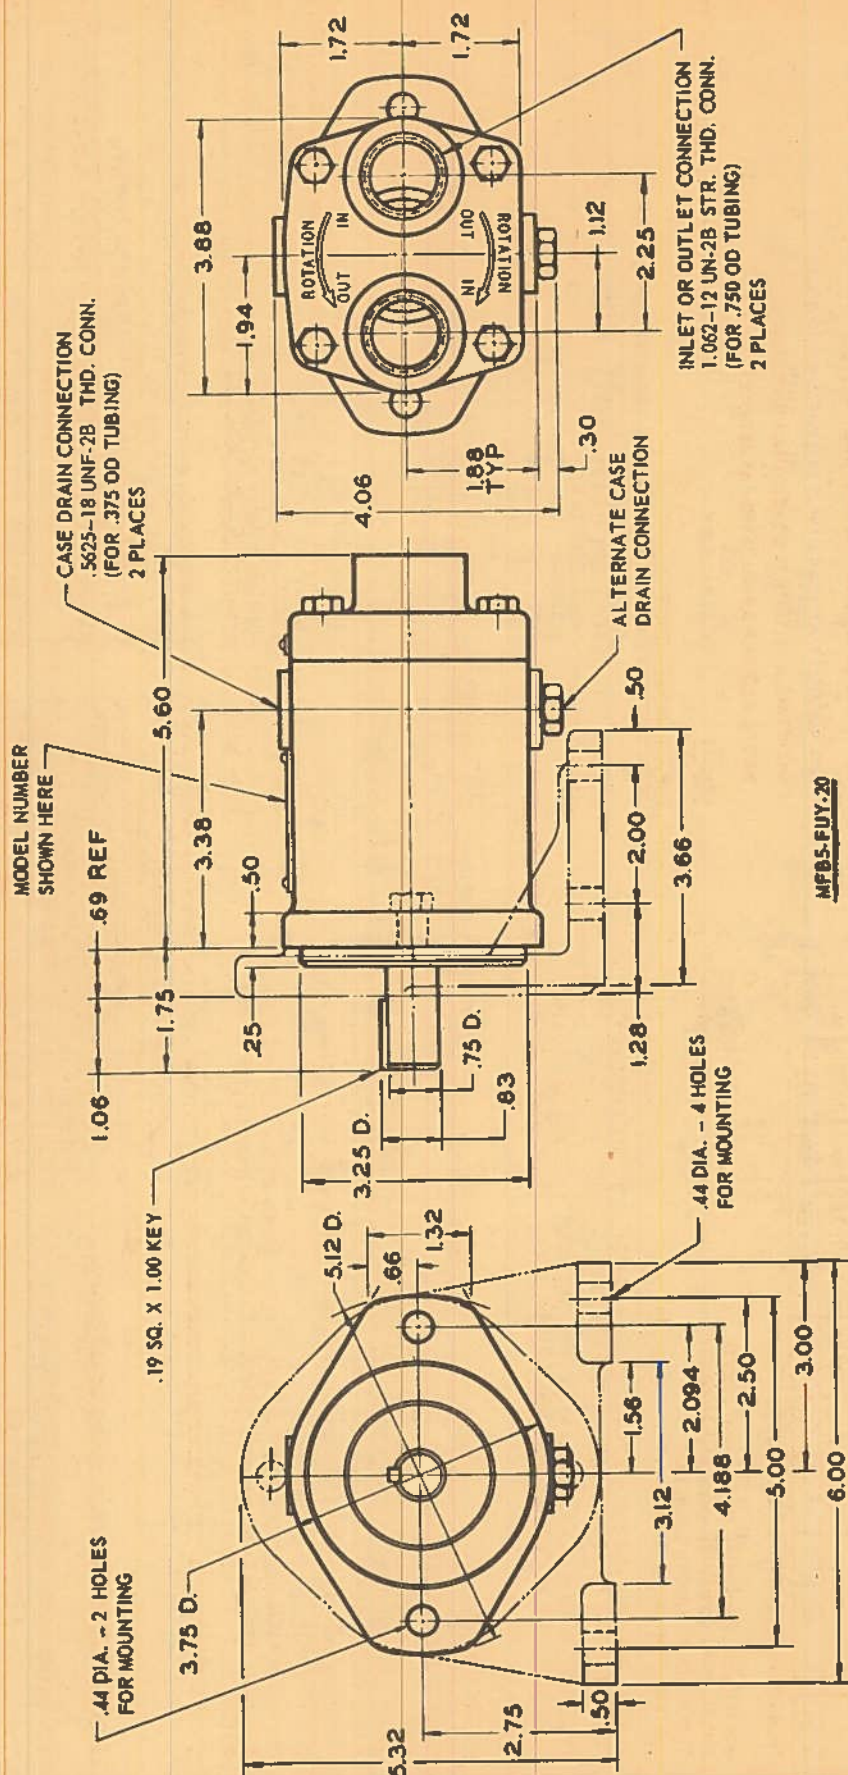 .44 DIA. - 2 HOLES
FOR MOUNTING
3.75 D.
5.32
2.75
.50
.19 SQ. X 1.00 KEY
5.12 D.
.66
1.32
1.56
3.12
2.094
4.188
2.50
5.00
3.00
6.00
.44 DIA. - 4 HOLES
FOR MOUNTING
MODEL NUMBER
SHOWN HERE
1.06
.69 REF
1.75
5.60
3.38
.25
.50
.75 D.
.83
3.25 D.
1.28
2.00
.50
3.66
CASE DRAIN CONNECTION
.5625-18 UNF-2B THD. CONN.
(FOR .375 OD TUBING)
2 PLACES
ALTERNATE CASE
DRAIN CONNECTION
3.88
1.94
1.72
1.72
4.06
1.88
TYP
.30
ROTATION
OUT
IN
ROTATION
IN
OUT
1.12
2.25
INLET OR OUTLET CONNECTION
1.062-12 UN-2B STR. THD. CONN.
(FOR .750 OD TUBING)
2 PLACES
MFB5-FUY-20